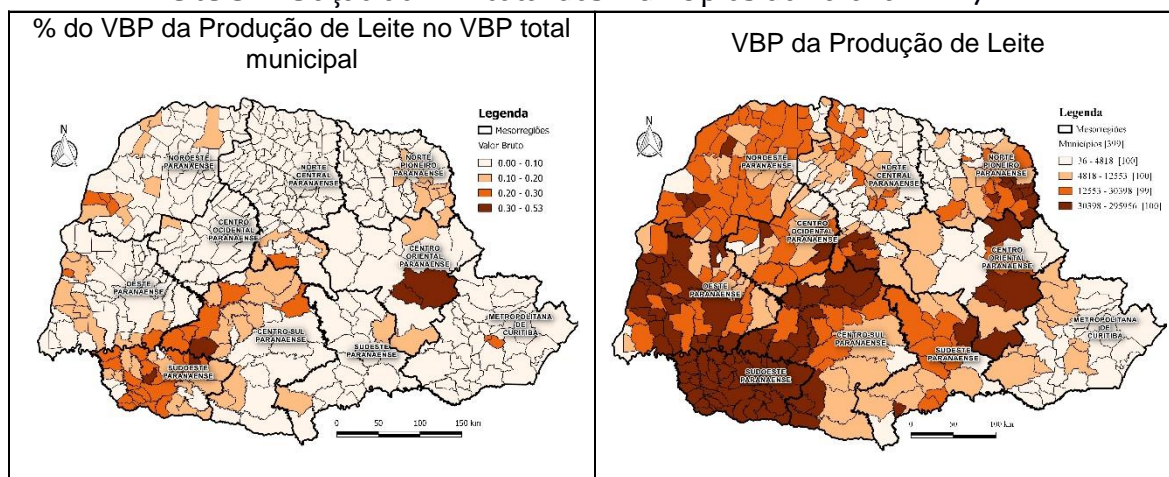 % do VBP da Produção de Leite no VBP total
municipal
N
NOROESTE
PARANAENSE
NORTE
CENTRAL
PARANAENSE
NORTE
PIONEIRO
PARANAENSE
CENTRO
OCIDENTAL
PARANAENSE
CENTRO
ORIENTAL
PARANAENSE
OESTE
PARANAENSE
METROPOLITANA
DE
CURITIBA
CENTRO-SUL
PARANAENSE
SUDESTE
PARANAENSE
SUDOESTE
PARANAENSE
Legenda
Mesorregiões
Valor Bruto
0.00 - 0.10
0.10 - 0.20
0.20 - 0.30
0.30 - 0.53
0 50 100 150 km
VBP da Produção de Leite
N
NOROESTE
PARANAENSE
NORTE
CENTRAL
PARANAENSE
NORTE
PIONEIRO
PARANAENSE
CENTRO
OCIDENTAL
PARANAENSE
CENTRO
ORIENTAL
PARANAENSE
OESTE
PARANAENSE
METROPOLITANA
DE
CURITIBA
CENTRO-SUL
PARANAENSE
SUDESTE
PARANAENSE
SUDOESTE
PARANAENSE
Legenda
Mesorregiões
Municípios [399]
36 - 4818 [100]
4818 - 12553 [100]
12553 - 30398 [99]
30398 - 295956 [100]
0 50 100 km